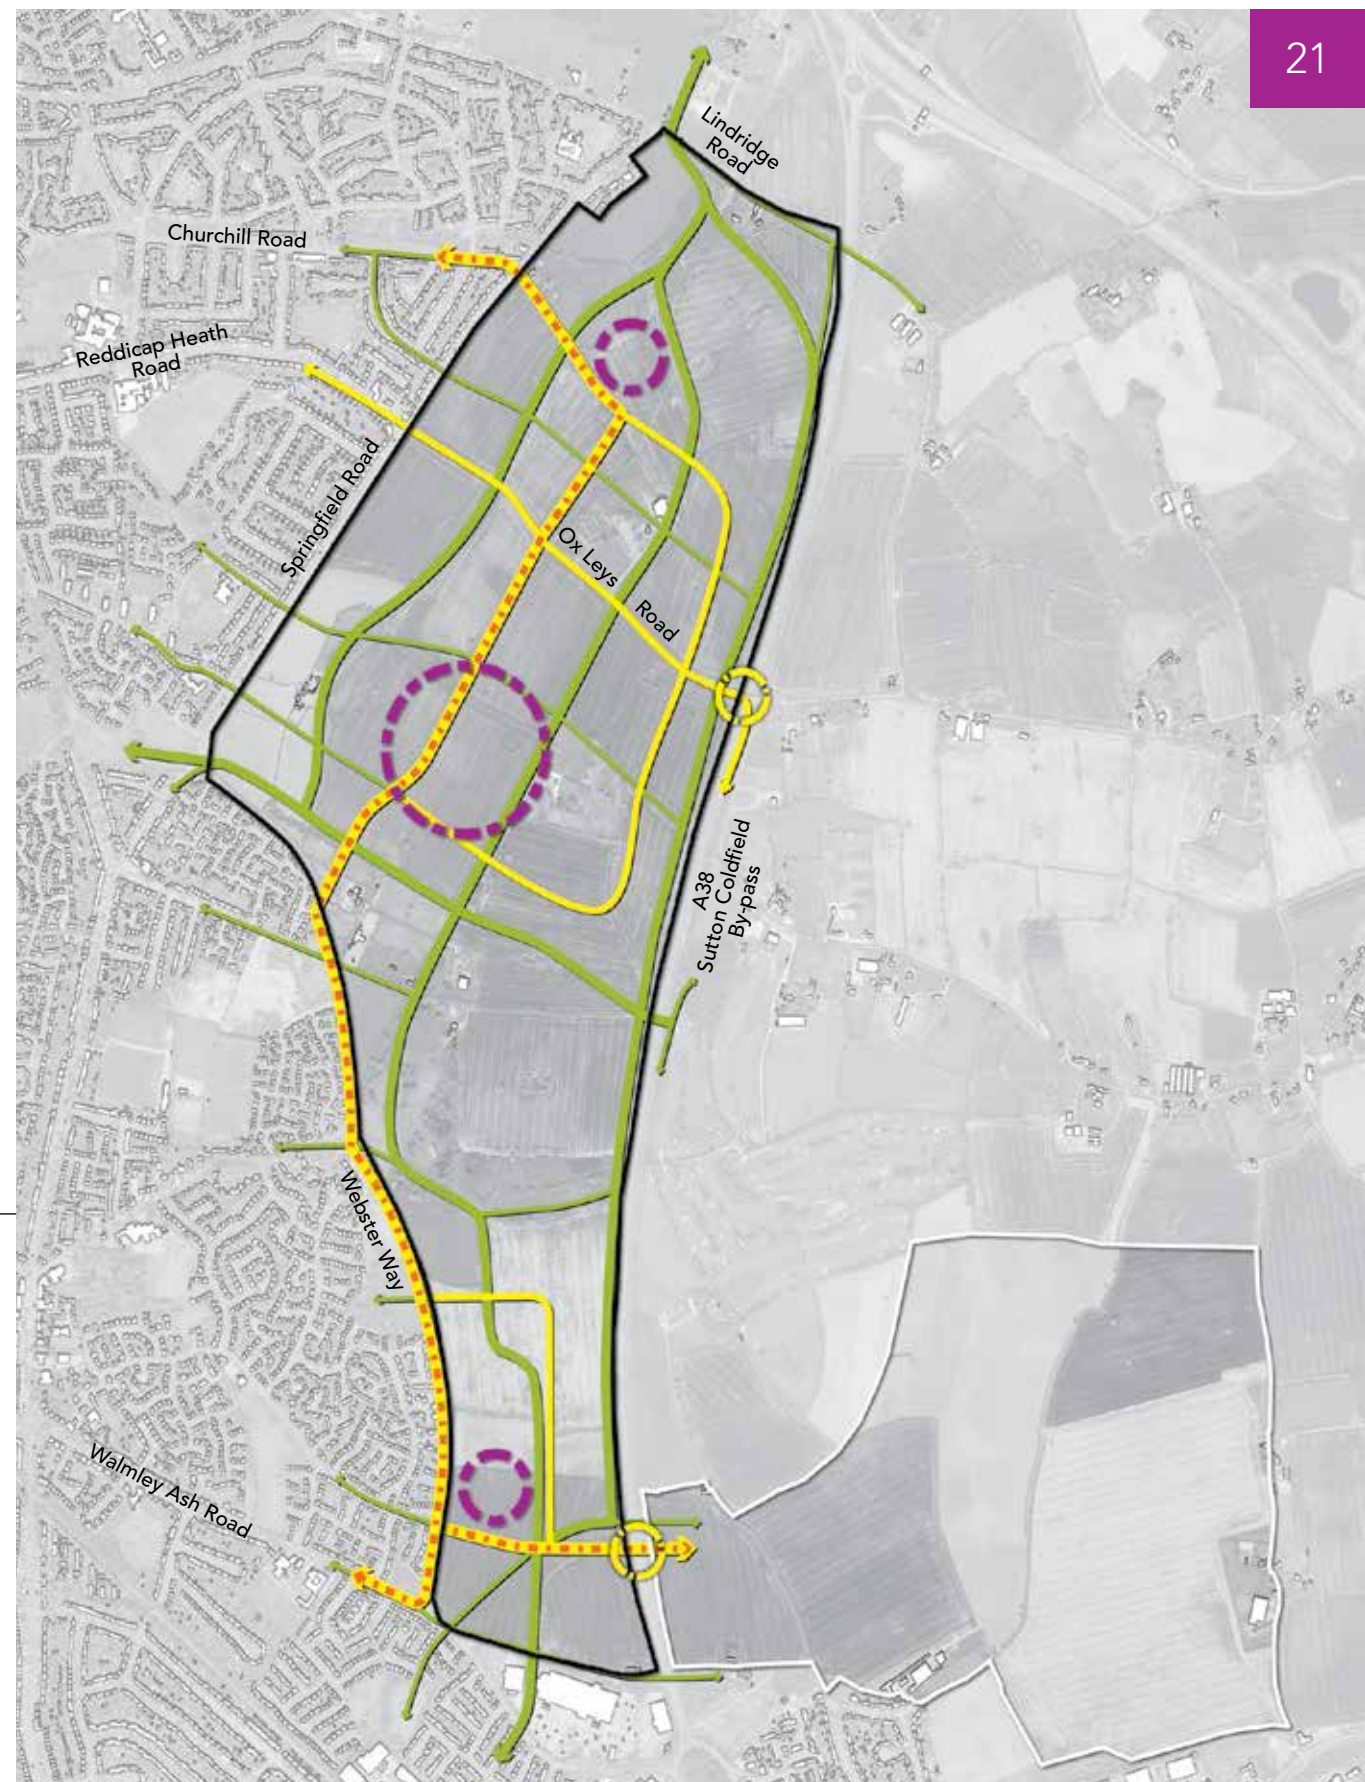 21
Lindridge
Road
Churchill Road
Reddicap Heath
Road
Springfield Road
Ox Leys
Road
A38
Sutton Coldfield
By-pass
Webster Way
Walmley Ash Road